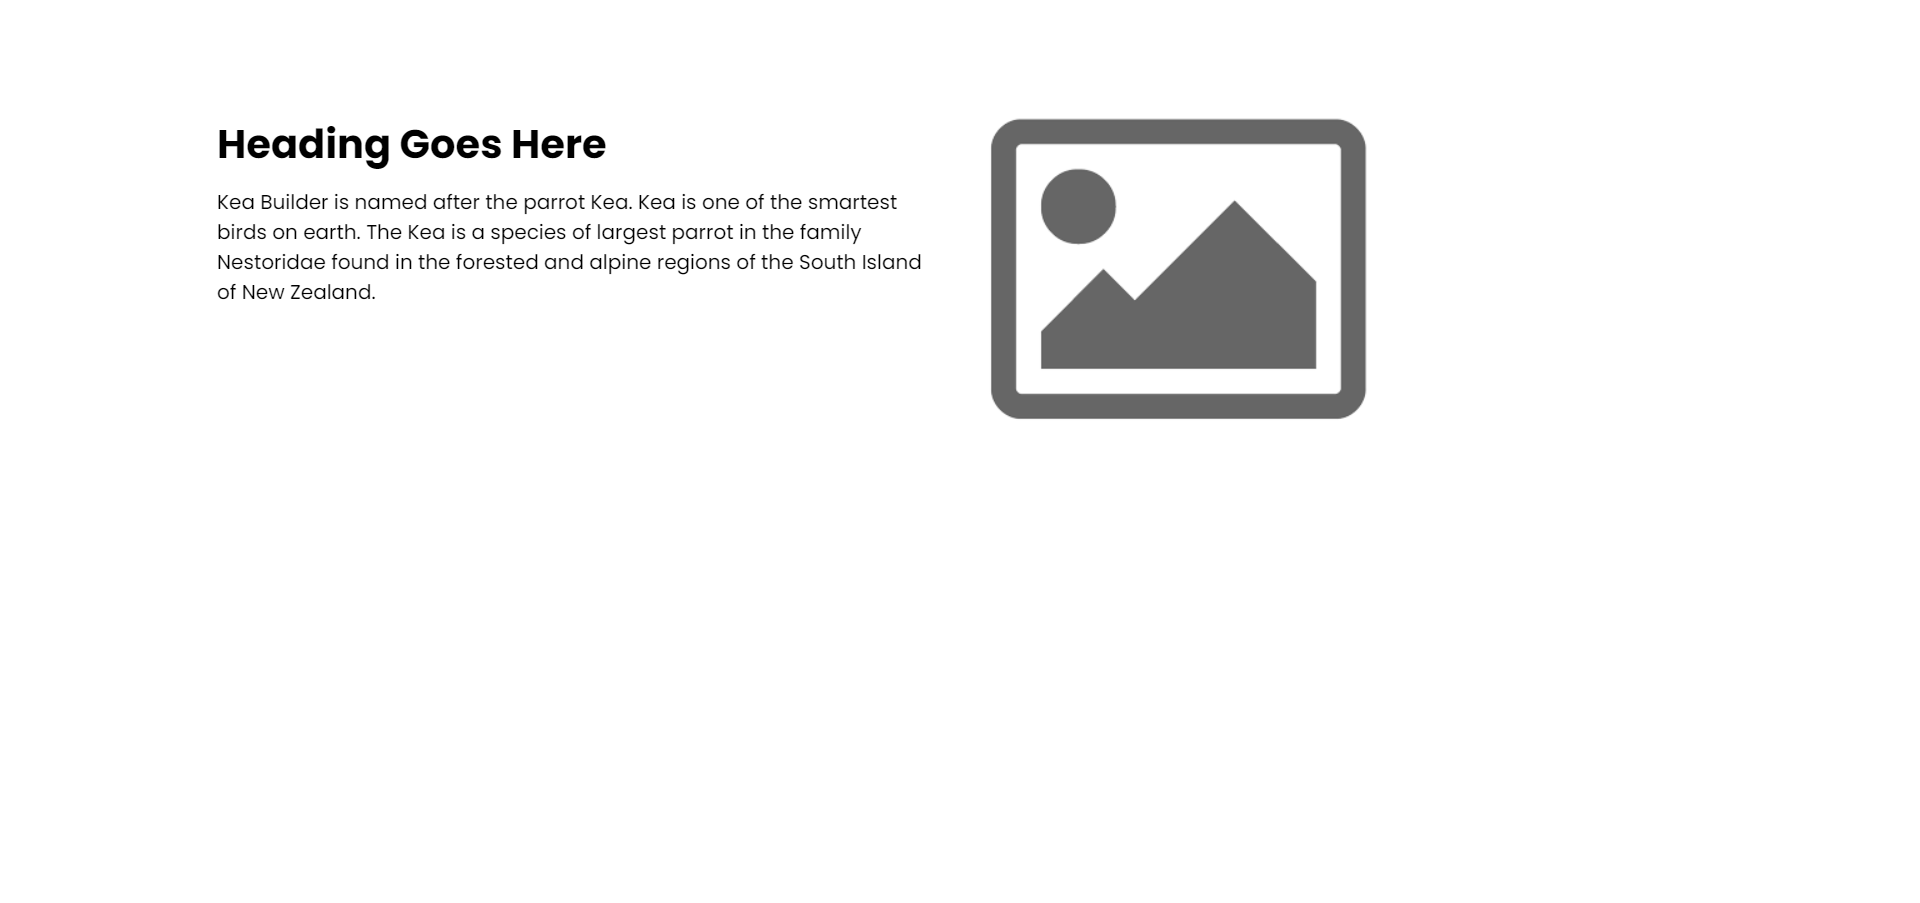 Heading Goes Here
Kea Builder is named after the parrot Kea. Kea is one of the smartest
birds on earth. The Kea is a species of largest parrot in the family
Nestoridae found in the forested and alpine regions of the South Island
of New Zealand.